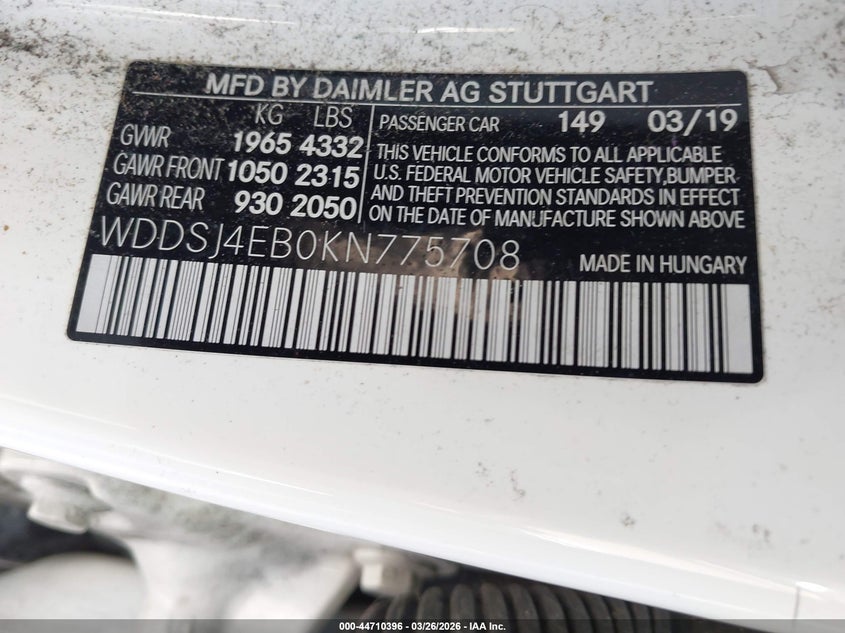 MFD BY DAIMLER AG STUTTGART
KG LBS
GVWR 1965 4332
GAWR FRONT 1050 2315
GAWR REAR 930 2050
PASSENGER CAR 149 03/19
THIS VEHICLE CONFORMS TO ALL APPLICABLE
U.S. FEDERAL MOTOR VEHICLE SAFETY, BUMPER
AND THEFT PREVENTION STANDARDS IN EFFECT
ON THE DATE OF MANUFACTURE SHOWN ABOVE
WDDSJ4EB0KN775708
MADE IN HUNGARY
000-44710396 - 03/26/2026 - IAA Inc.